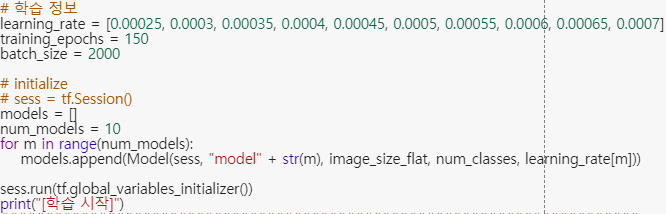 # 학습 정보
learning_rate = [0.00025, 0.0003, 0.00035, 0.0004, 0.00045, 0.0005, 0.00055, 0.0006, 0.00065, 0.0007]
training_epochs = 150
batch_size = 2000
# initialize
# sess = tf.Session()
models = []
num_models = 10
for m in range(num_models):
    models.append(Model(sess, "model" + str(m), image_size_flat, num_classes, learning_rate[m]))
sess.run(tf.global_variables_initializer())
print("[학습 시작]")